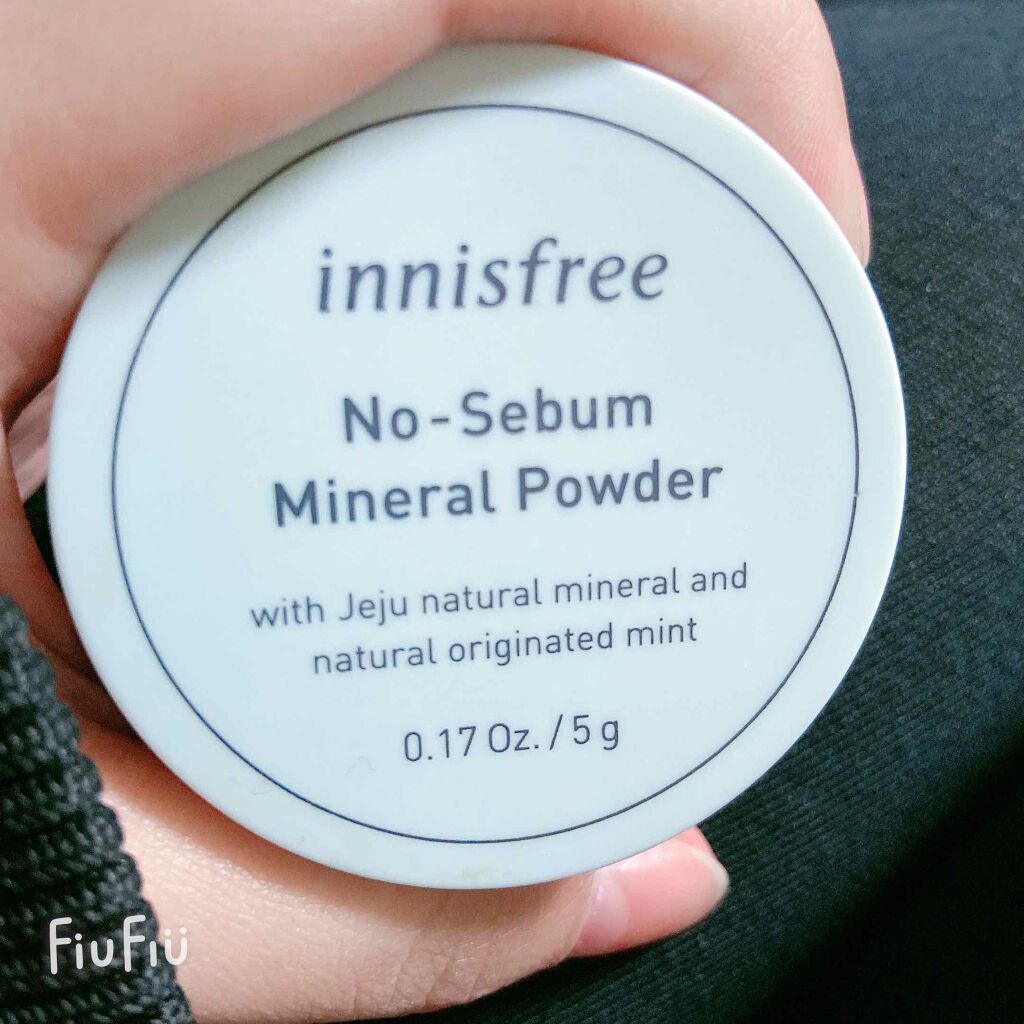 innisfree
No-Sebum
Mineral Powder
with Jeju natural mineral and
natural originated mint
0.17 Oz. / 5 g
FiuFiü